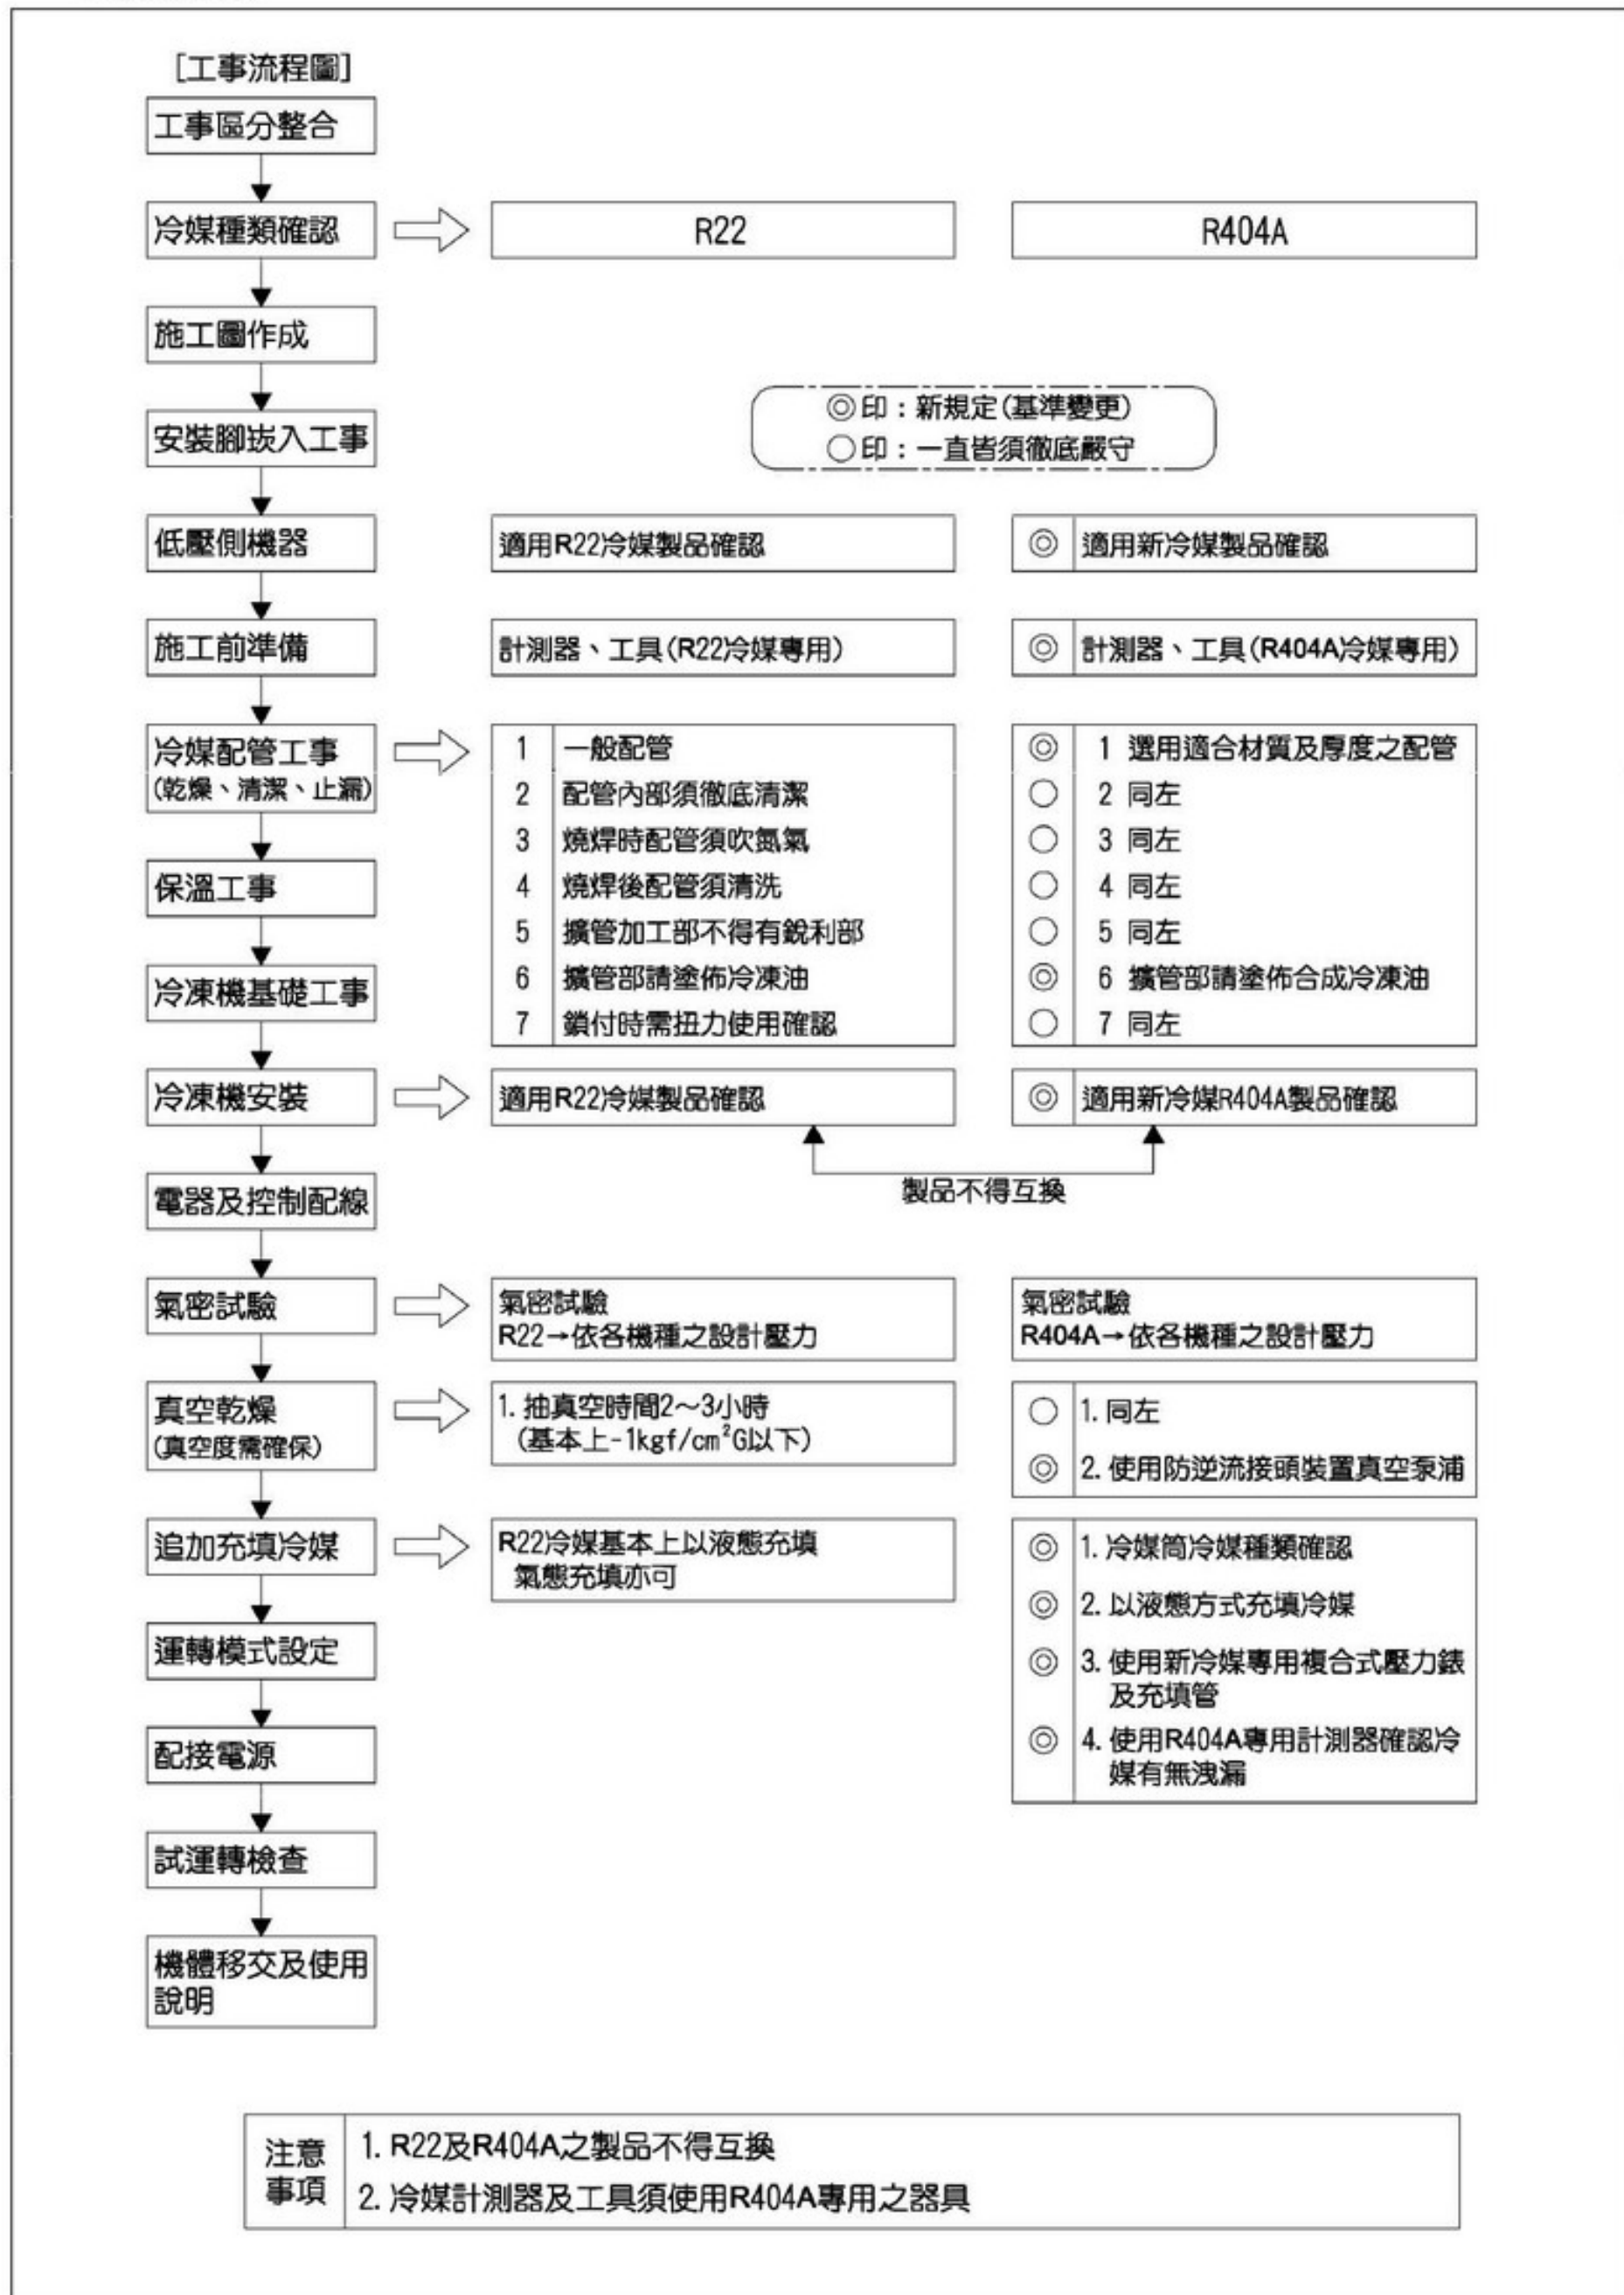 [工事流程圖]
工事區分整合
冷媒種類確認
R22
R404A
施工圖作成
安裝腳崁入工事
◎印：新規定(基準變更)
○印：一直皆須徹底嚴守
低壓側機器
適用R22冷媒製品確認
◎ 適用新冷媒製品確認
施工前準備
計測器、工具(R22冷媒專用)
◎ 計測器、工具(R404A冷媒專用)
冷媒配管工事
(乾燥、清潔、止漏)
1 一般配管
2 配管內部須徹底清潔
3 燒焊時配管須吹氮氣
4 燒焊後配管須清洗
5 擴管加工部不得有銳利部
6 擴管部請塗佈冷凍油
7 鎖付時需扭力使用確認
◎ 1 選用適合材質及厚度之配管
○ 2 同左
○ 3 同左
○ 4 同左
○ 5 同左
◎ 6 擴管部請塗佈合成冷凍油
○ 7 同左
保溫工事
冷凍機基礎工事
冷凍機安裝
適用R22冷媒製品確認
◎ 適用新冷媒R404A製品確認
製品不得互換
電器及控制配線
氣密試驗
氣密試驗
R22→依各機種之設計壓力
氣密試驗
R404A→依各機種之設計壓力
真空乾燥
(真空度需確保)
1. 抽真空時間2～3小時
(基本上-1kgf/cm²G以下)
○ 1. 同左
◎ 2. 使用防逆流接頭裝置真空泵浦
追加充填冷媒
R22冷媒基本上以液態充填
氣態充填亦可
◎ 1. 冷媒筒冷媒種類確認
◎ 2. 以液態方式充填冷媒
◎ 3. 使用新冷媒專用複合式壓力錶
及充填管
◎ 4. 使用R404A專用計測器確認冷
媒有無洩漏
運轉模式設定
配接電源
試運轉檢查
機體移交及使用
說明
注意
事項
1. R22及R404A之製品不得互換
2. 冷媒計測器及工具須使用R404A專用之器具